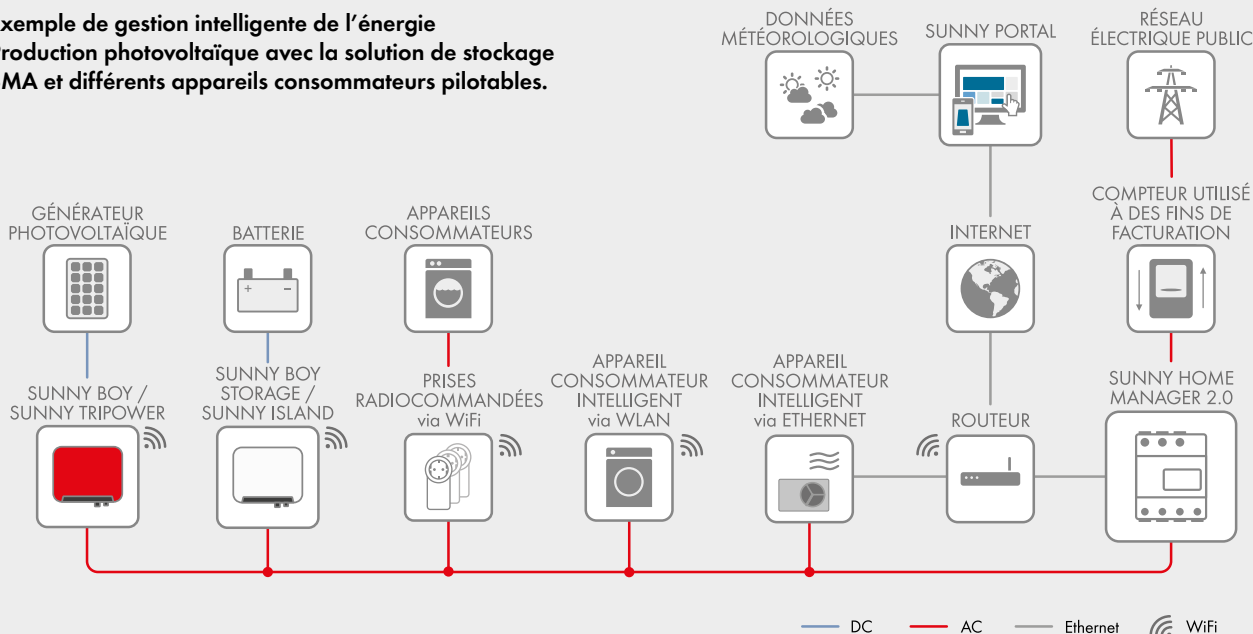 xemple de gestion intelligente de l'énergie
roduction photovoltaïque avec la solution de stockage
MA et différents appareils consommateurs pilotables.
DONNÉES
MÉTÉOROLOGIQUES
SUNNY PORTAL
RÉSEAU
ÉLECTRIQUE PUBLIC
GÉNÉRATEUR
PHOTOVOLTAÏQUE
BATTERIE
APPAREILS
CONSOMMATEURS
INTERNET
COMPTEUR UTILISÉ
À DES FINS DE
FACTURATION
SUNNY BOY /
SUNNY TRIPOWER
SUNNY BOY
STORAGE /
SUNNY ISLAND
PRISES
RADIOCOMMANDÉES
via WiFi
APPAREIL
CONSOMMATEUR
INTELLIGENT
via WLAN
APPAREIL
CONSOMMATEUR
INTELLIGENT
via ETHERNET
ROUTEUR
SUNNY HOME
MANAGER 2.0
DC
AC
Ethernet
WiFi